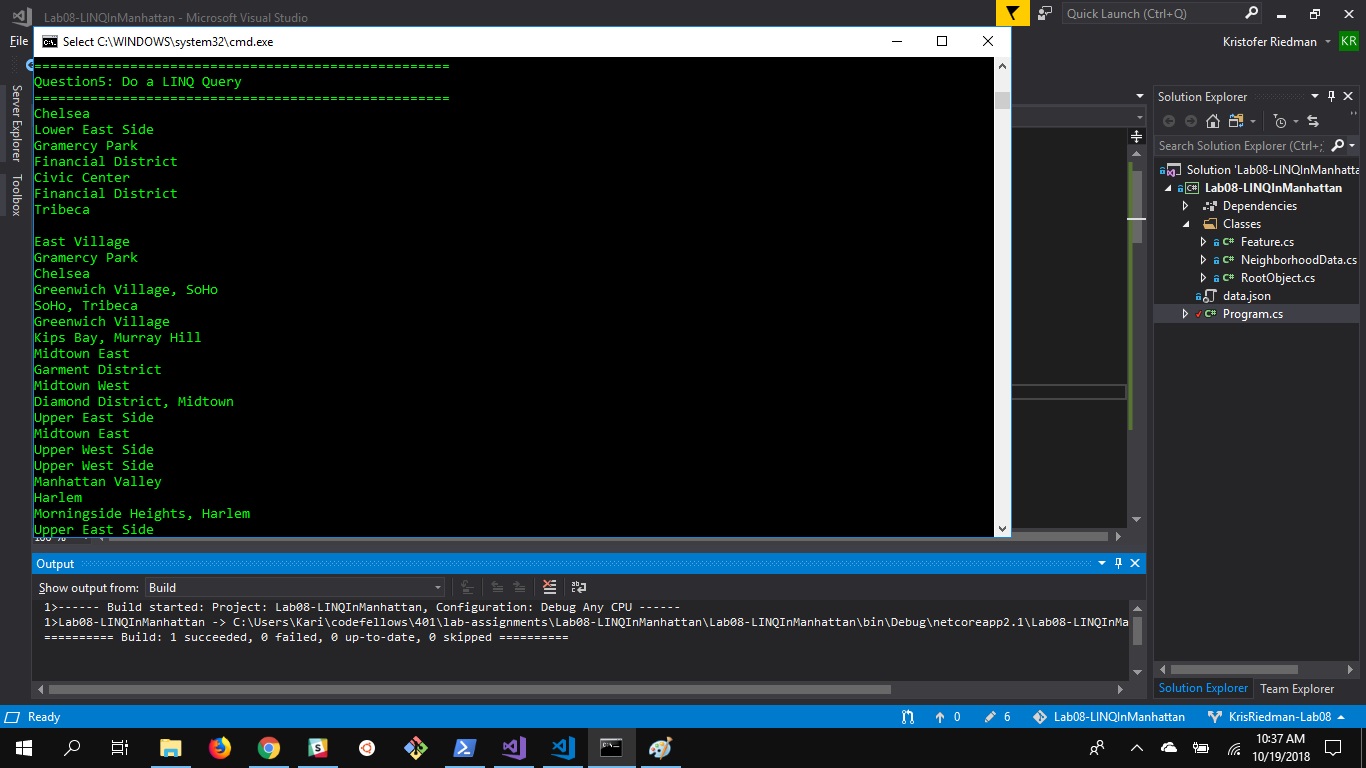 Lab08-LINQInManhattan - Microsoft Visual Studio
Quick Launch (Ctrl+Q)
File
Select C:\WINDOWS\system32\cmd.exe
Kristofer Riedman
KR
Server Explorer
Toolbox
====================================================
Question5: Do a LINQ Query
====================================================
Chelsea
Lower East Side
Gramercy Park
Financial District
Civic Center
Financial District
Tribeca
East Village
Gramercy Park
Chelsea
Greenwich Village, SoHo
SoHo, Tribeca
Greenwich Village
Kips Bay, Murray Hill
Midtown East
Garment District
Midtown West
Diamond District, Midtown
Upper East Side
Midtown East
Upper West Side
Upper West Side
Manhattan Valley
Harlem
Morningside Heights, Harlem
Upper East Side
Solution Explorer
Search Solution Explorer (Ctrl+;
Solution 'Lab08-LINQInManhatta
Lab08-LINQInManhattan
Dependencies
Classes
C# Feature.cs
C# NeighborhoodData.cs
C# RootObject.cs
data.json
C# Program.cs
Solution Explorer
Team Explorer
Output
Show output from: Build
1>------ Build started: Project: Lab08-LINQInManhattan, Configuration: Debug Any CPU ------
1>Lab08-LINQInManhattan -> C:\Users\Kari\codefellows\401\lab-assignments\Lab08-LINQInManhattan\Lab08-LINQInManhattan\bin\Debug\netcoreapp2.1\Lab08-LINQInMa
========== Build: 1 succeeded, 0 failed, 0 up-to-date, 0 skipped ==========
Ready
0
6
Lab08-LINQInManhattan
KrisRiedman-Lab08
10:37 AM
10/19/2018